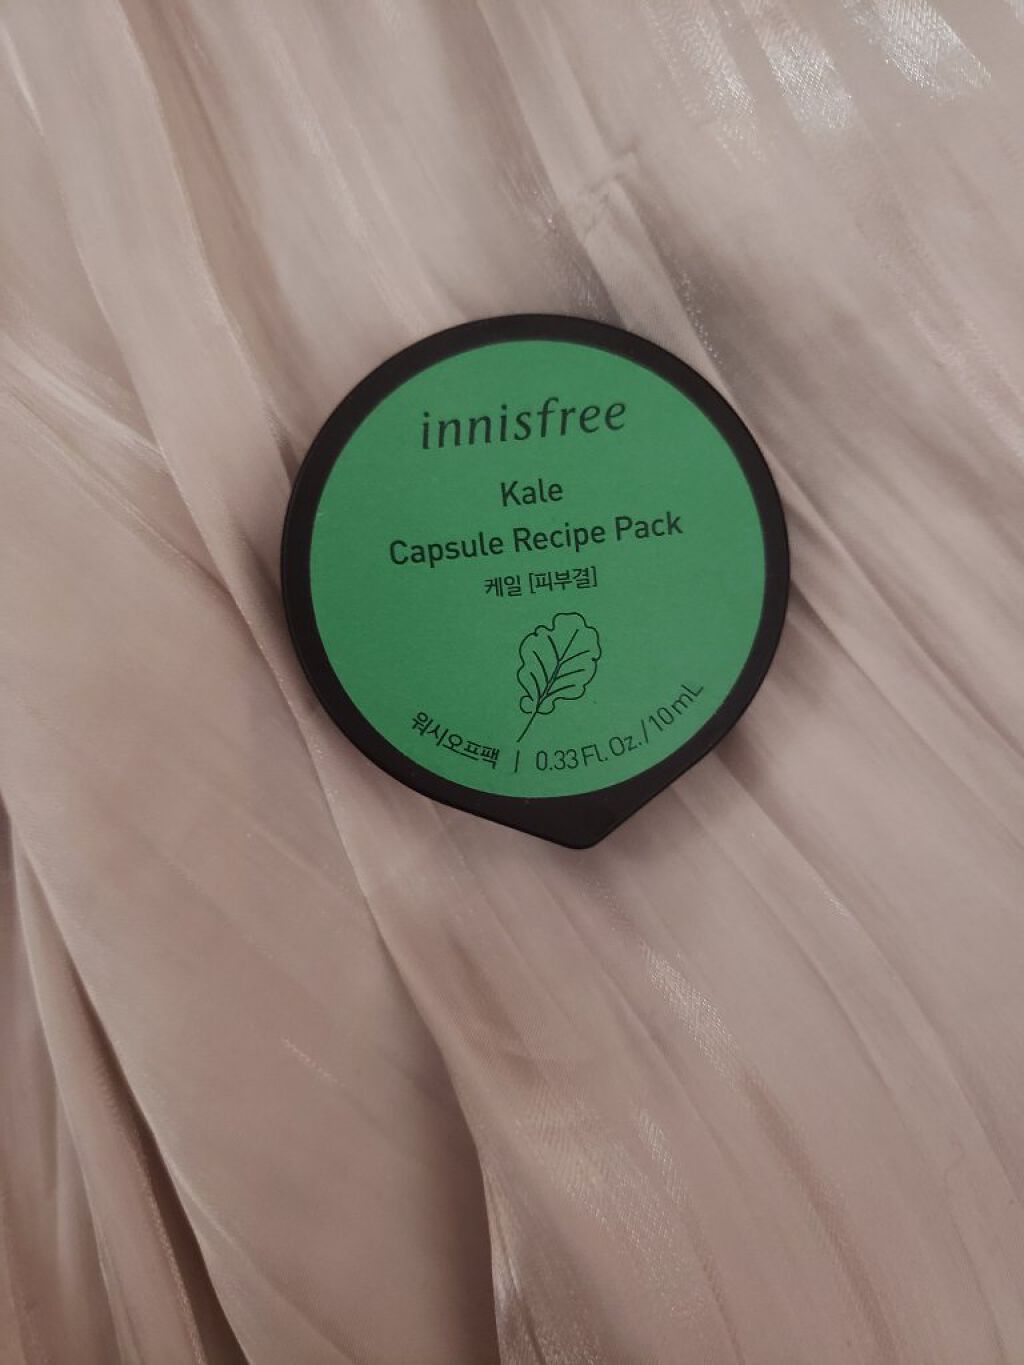 innisfree
Kale
Capsule Recipe Pack
케일 [피부결]
워시오프팩 | 0.33 Fl. Oz. / 10 mL